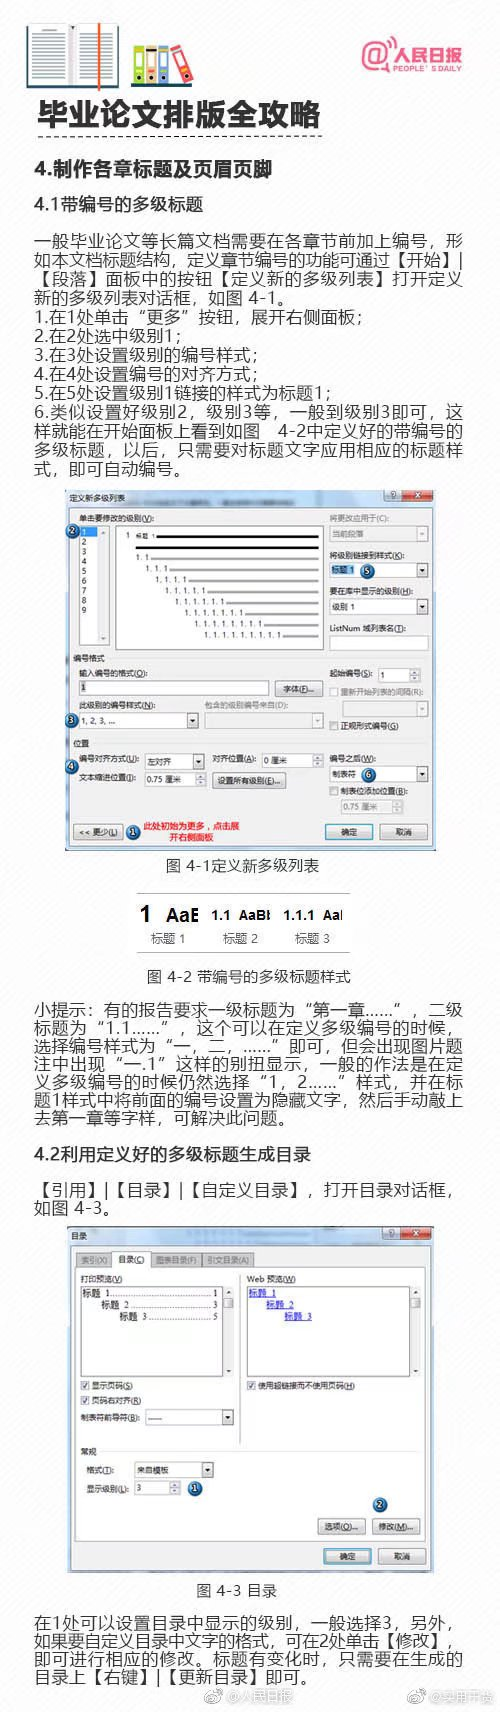 @人民日报
PEOPLE'S DAILY
毕业论文排版全攻略
4.制作各章标题及页眉页脚
4.1带编号的多级标题
一般毕业论文等长篇文档需要在各章节前加上编号，形
如本文档标题结构，定义章节编号的功能可通过【开始】|
【段落】面板中的按钮【定义新的多级列表】打开定义
新的多级列表对话框，如图 4-1。
1.在1处单击“更多”按钮，展开右侧面板；
2.在2处选中级别1；
3.在3处设置级别的编号样式；
4.在4处设置编号的对齐方式；
5.在5处设置级别1链接的样式为标题1；
6.类似设置好级别2，级别3等，一般到级别3即可，这
样就能在开始面板上看到如图 4-2中定义好的带编号的
多级标题，以后，只需要对标题文字应用相应的标题样
式，即可自动编号。
定义新多级列表
单击要修改的级别(V):
将更改应用于(C):
2
1
2
3
4
5
6
7
8
9
1 标题 1
1.1
1.1.1
1.1.1.1
1.1.1.1.1
1.1.1.1.1.1
1.1.1.1.1.1.1
1.1.1.1.1.1.1.1
1.1.1.1.1.1.1.1.1
当前段落
将级别链接到样式(K):
标题 1
5
要在库中显示的级别(H):
级别 1
ListNum 域列表名(T):
编号格式
输入编号的格式(O):
起始编号(S): 1
1
字体(F)...
重新开始列表的间隔(R):
此级别的编号样式(N):
包含的级别编号来自(D):
3
1, 2, 3, ...
正规形式编号(G)
位置
4
编号对齐方式(U): 左对齐
对齐位置(A): 0 厘米
编号之后(W):
制表符
6
文本缩进位置(I): 0.75 厘米
设置所有级别(E)...
制表位添加位置(B):
0.75 厘米
<< 更少(L)
1
此处初始为更多，点击展
开右侧面板
确定
取消
图 4-1定义新多级列表
1 AaB
1.1 AaBb
1.1.1 Aal
标题 1
标题 2
标题 3
图 4-2 带编号的多级标题样式
小提示：有的报告要求一级标题为“第一章……”，二级
标题为“1.1……”，这个可以在定义多级编号的时候，
选择编号样式为“一，二，……”即可，但会出现图片题
注中出现“一.1”这样的别扭显示，一般的作法是在定
义多级编号的时候仍然选择“1，2……”样式，并在标
题1样式中将前面的编号设置为隐藏文字，然后手动敲上
去第一章等字样，可解决此问题。
4.2利用定义好的多级标题生成目录
【引用】|【目录】|【自定义目录】，打开目录对话框，
如图 4-3。
目录
索引(X)
目录(C)
图表目录(F)
引文目录(A)
打印预览(V)
Web 预览(W)
标题 1..............................1
标题 2..............................3
标题 3..............................5
标题 1
标题 2
标题 3
显示页码(S)
使用超链接而不使用页码(H)
页码右对齐(R)
制表符前导符(B): ......
常规
格式(T): 来自模板
显示级别(L): 3
1
2
选项(O)...
修改(M)...
确定
取消
图 4-3 目录
在1处可以设置目录中显示的级别，一般选择3，另外，
如果要自定义目录中文字的格式，可在2处单击【修改】，
即可进行相应的修改。标题有变化时，只需要在生成的
目录上【右键】|【更新目录】即可。
@人民日报
@实用干货